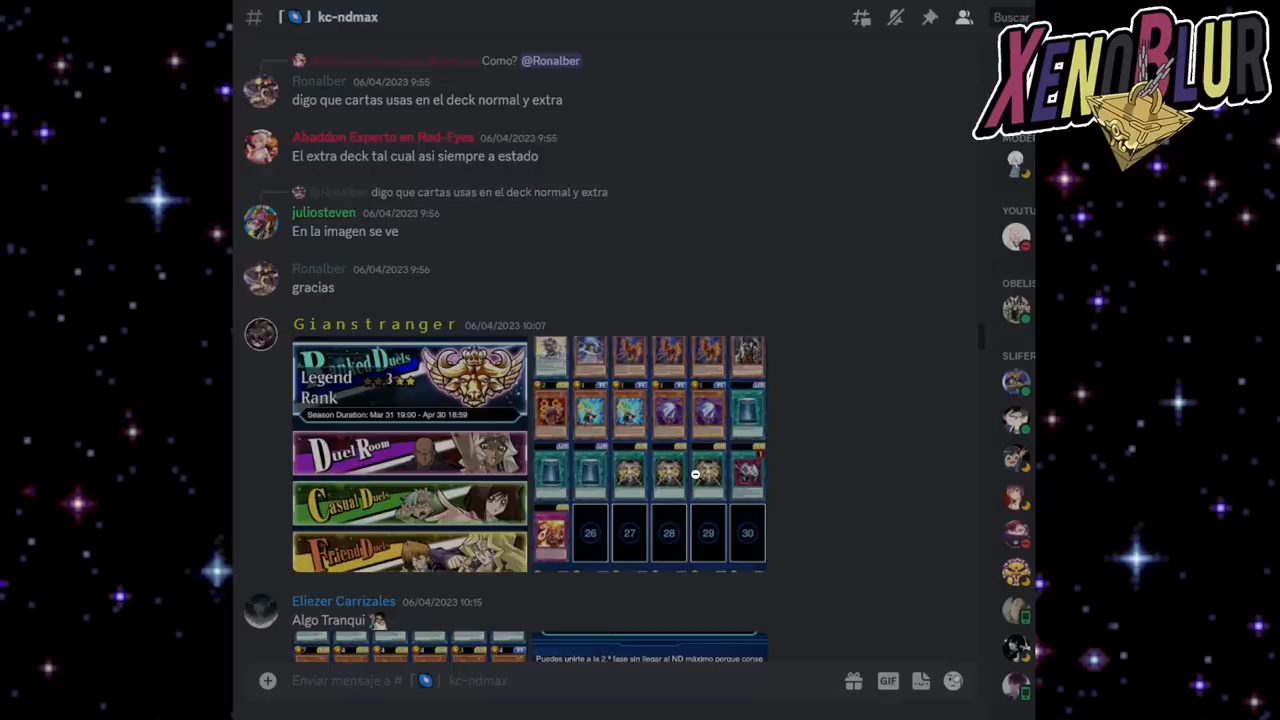 kc-ndmax
Buscar
XENOBLUR
Como? @Ronalber
Ronalber 06/04/2023 9:55
digo que cartas usas en el deck normal y extra
MODE
Abaddon Experto en Red-Eyes 06/04/2023 9:55
El extra deck tal cual asi siempre a estado
@Ronalber digo que cartas usas en el deck normal y extra
YOUTU
juliosteven 06/04/2023 9:56
En la imagen se ve
Ronalber 06/04/2023 9:56
gracias
OBELIS
Gianstranger 06/04/2023 10:07
SLIFER
Ranked Duels
Legend 3
Rank
Season Duration: Mar 31 19:00 - Apr 30 18:59
Duel Room
Casual Duels
Friend Duels
26 27 28 29 30
Eliezer Carrizales 06/04/2023 10:15
Algo Tranqui
Puedes unirte a la 2.ª fase sin llegar al ND máximo porque conse
Enviar mensaje a # kc-ndmax
GIF